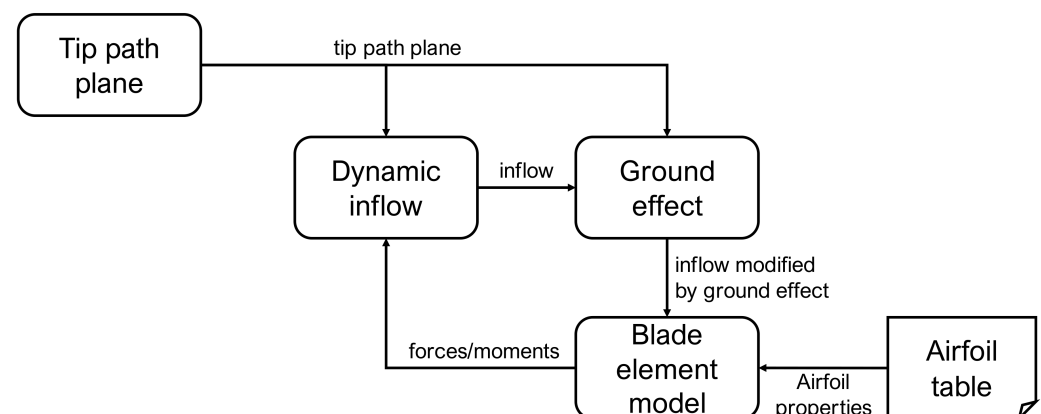 Tip path
plane
tip path plane
Dynamic
inflow
inflow
Ground
effect
inflow modified
by ground effect
forces/moments
Blade
element
model
Airfoil
properties
Airfoil
table